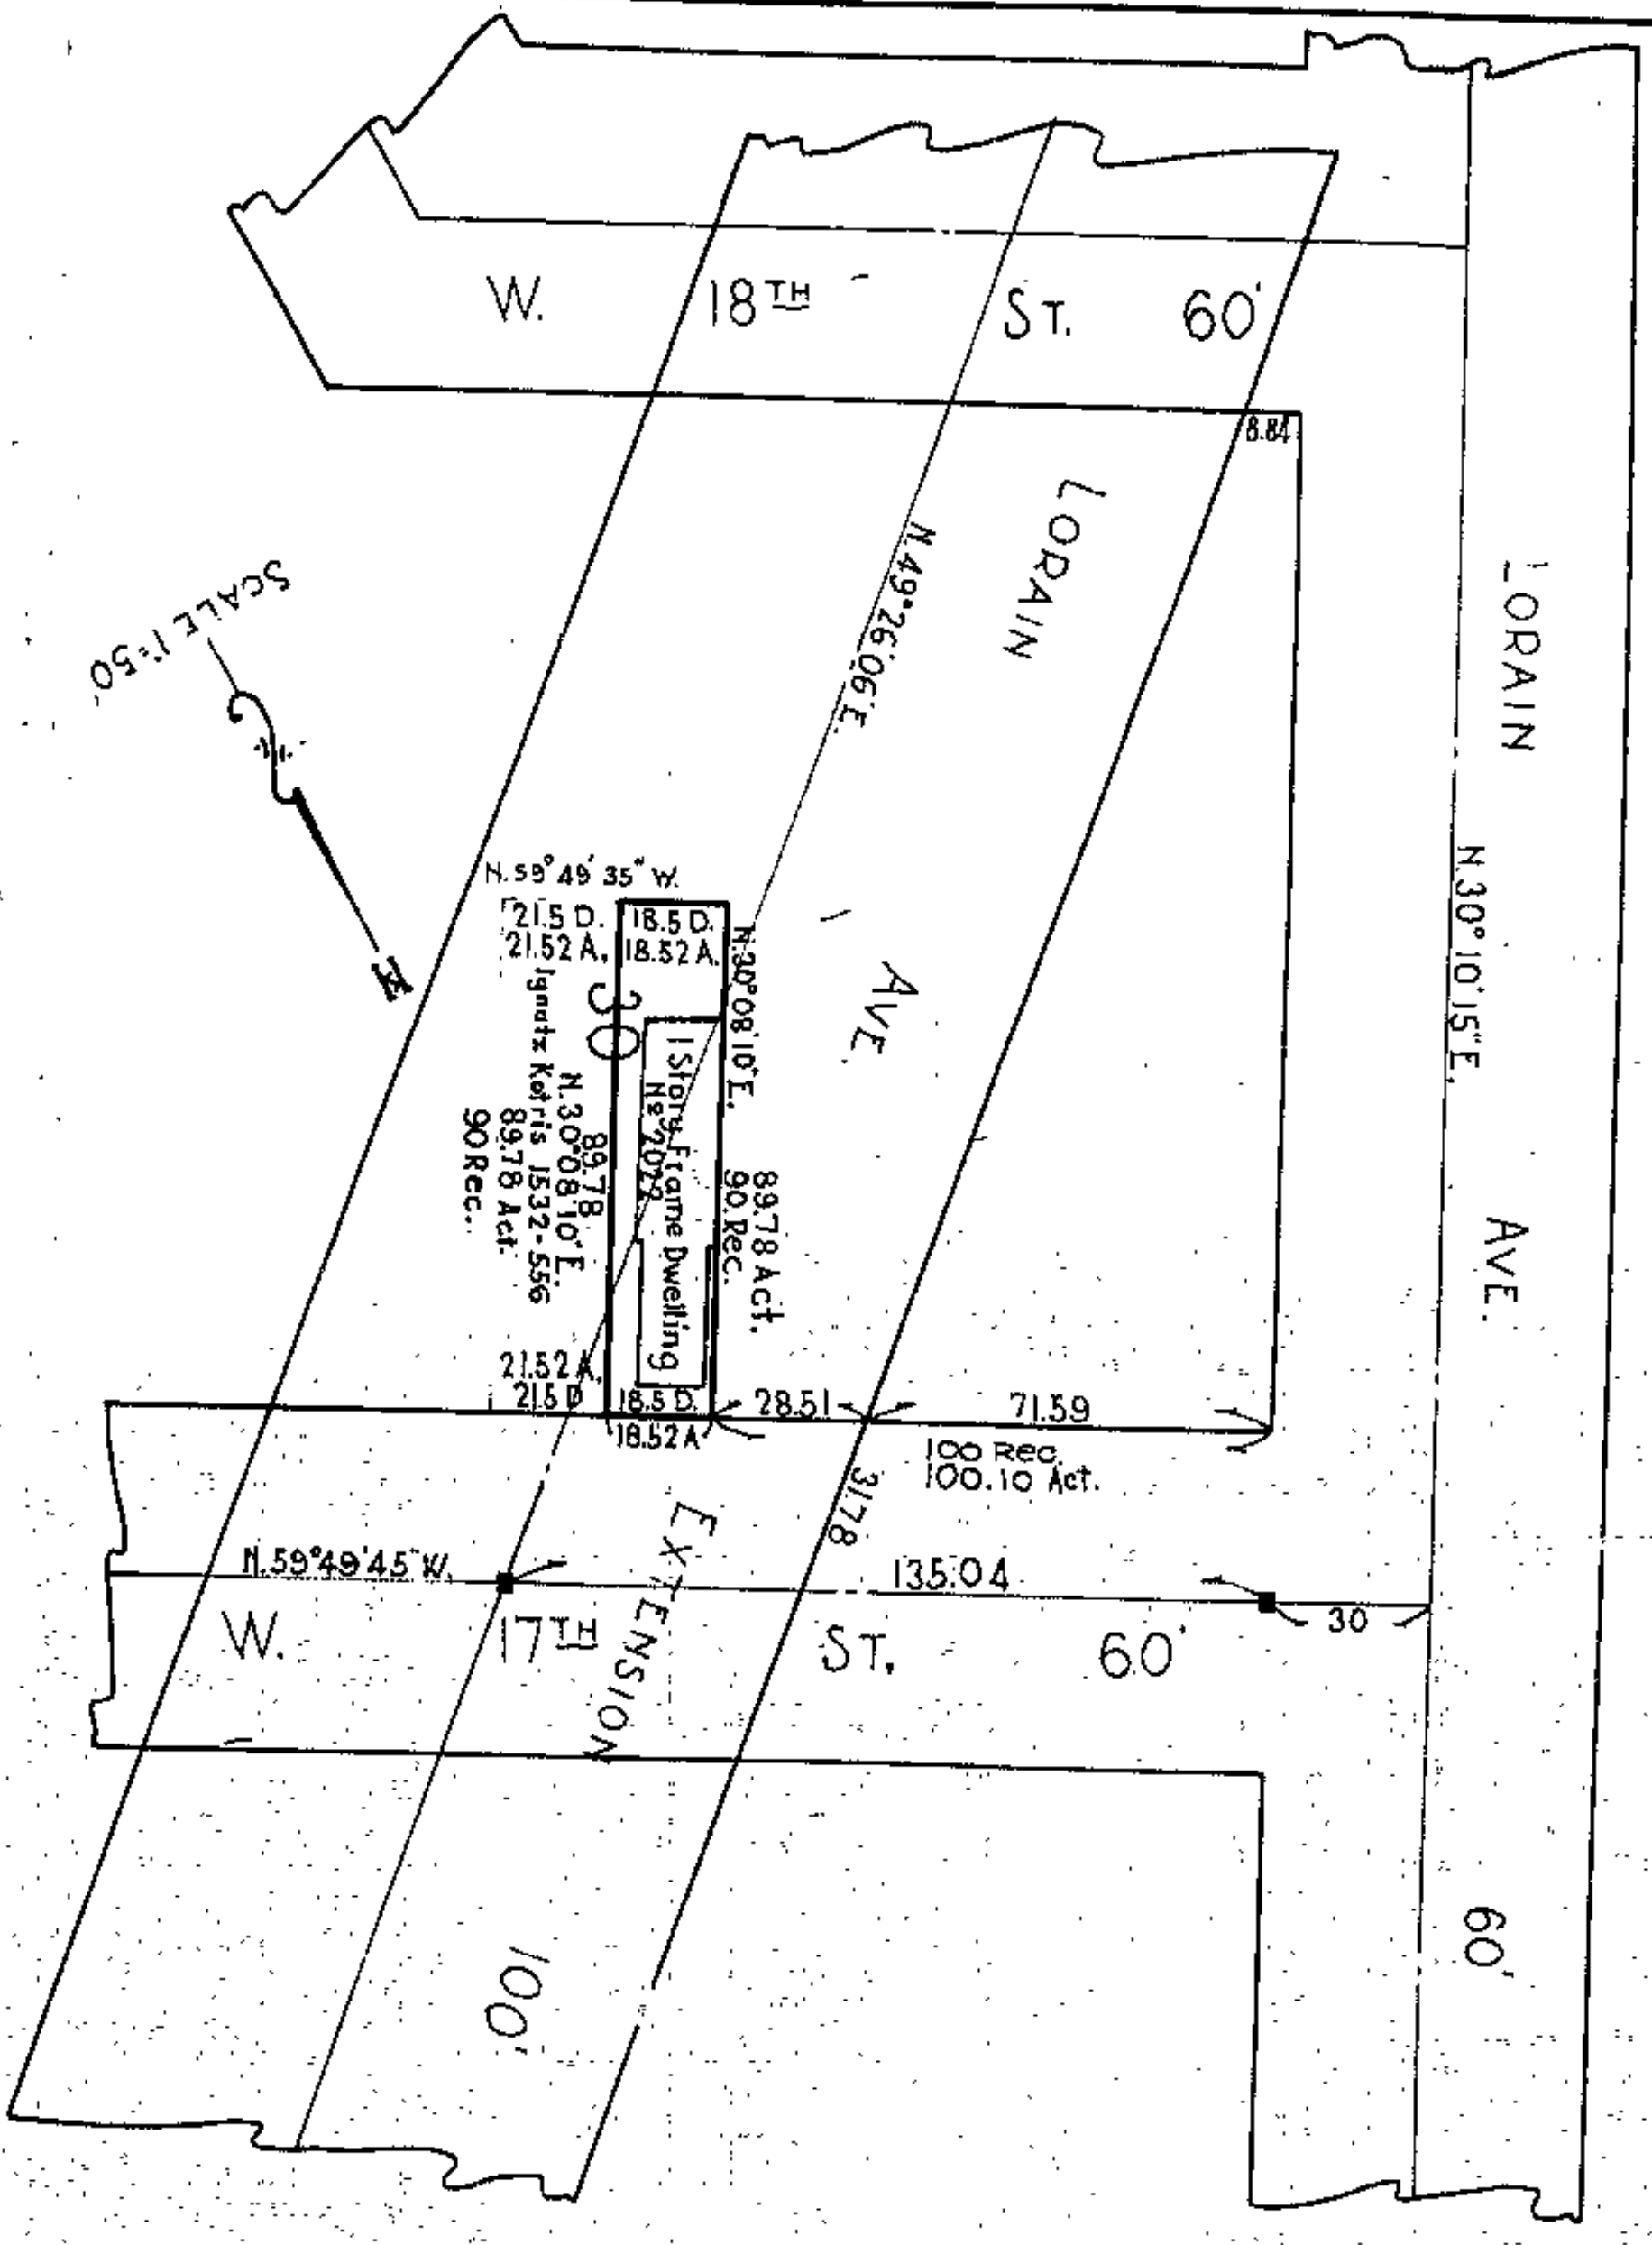 W. 18TH ST. 60'
8.84'
LORAIN AVE. 60'
N.30°10'15"E.
LORAIN AVE. EXTENSION 100'
N.49°26'06"E.
SCALE 1"=50'
N.59°49'35"W.
21.5 D. 18.5 D.
21.52 A. 18.52 A.
N.30°08'10"E.
89.78 Act.
90 Rec.
30
1 Story Frame Dwelling
89.78
N.30°08'10"E.
Ignatz Kotris 1532-556
89.78 Act.
90 Rec.
21.52 A.
21.5 D. 18.5 D. 28.51 71.59
18.52 A.
100 Rec.
100.10 Act.
31.78
N.59°49'45"W. 135.04 30
W. 17TH ST. 60'